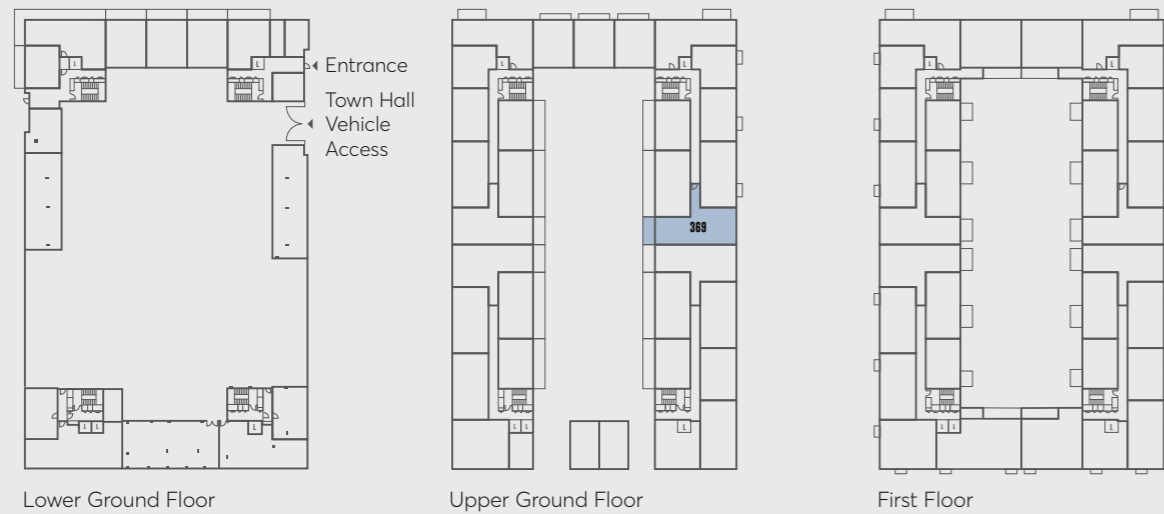 L
L
L
L
L
L
Entrance
Town Hall
Vehicle
Access
369
L
L
L
L
L
L
L
L
L
Lower Ground Floor
Upper Ground Floor
First Floor